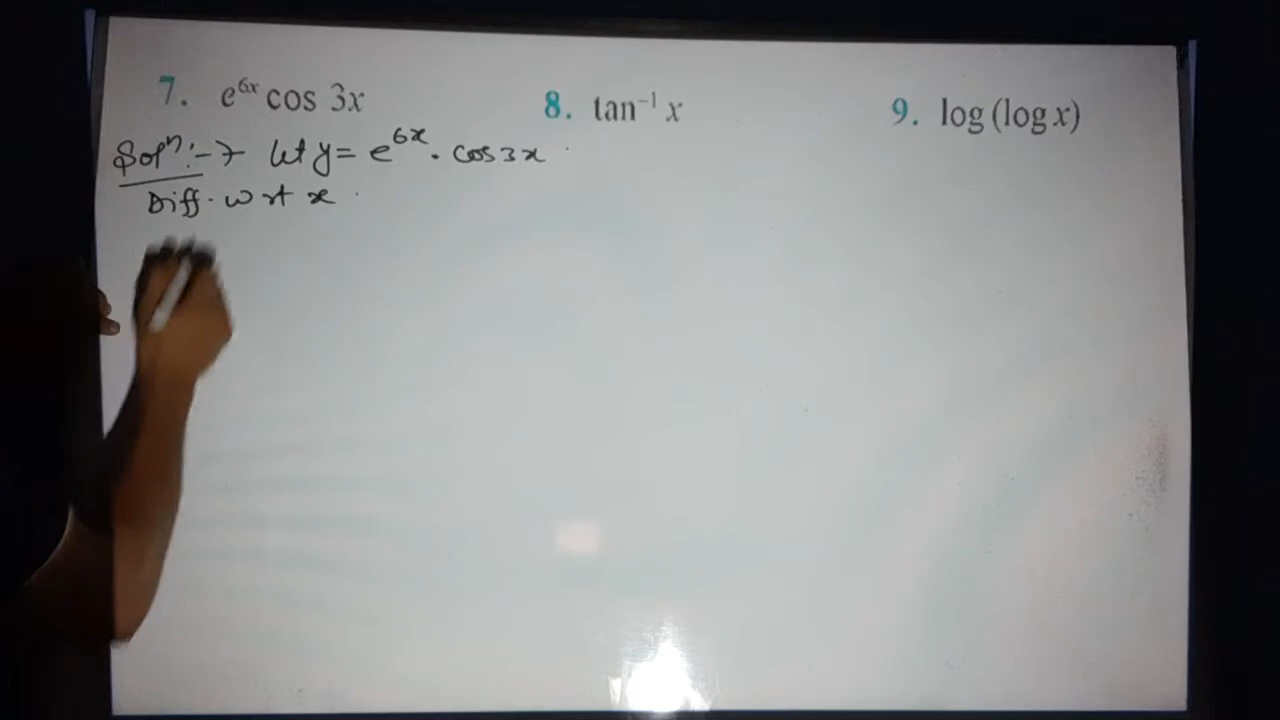 7. e^{6x} cos 3x 8. tan⁻¹ x 9. log (log x)
Solⁿ:-→ let y = e^{6x} . cos 3x
Diff. w r t x